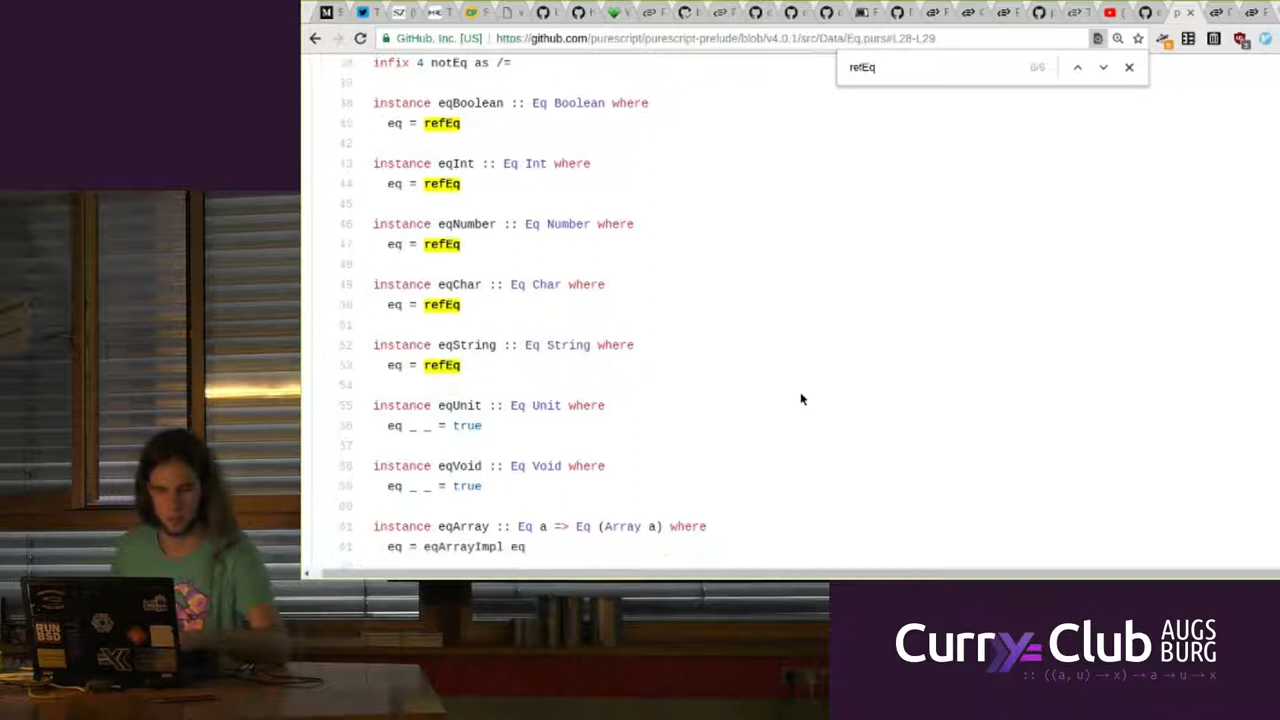 GitHub, Inc. [US]
https://github.com/purescript/purescript-prelude/blob/v4.0.1/src/Data/Eq.purs#L28-L29
refEq
0/6
infix 4 notEq as /=
instance eqBoolean :: Eq Boolean where
eq = refEq
instance eqInt :: Eq Int where
eq = refEq
instance eqNumber :: Eq Number where
eq = refEq
instance eqChar :: Eq Char where
eq = refEq
instance eqString :: Eq String where
eq = refEq
instance eqUnit :: Eq Unit where
eq _ _ = true
instance eqVoid :: Eq Void where
eq _ _ = true
instance eqArray :: Eq a => Eq (Array a) where
eq = eqArrayImpl eq
RUN
BSD
Curry Club AUGS
BURG
:: ((a, u) → x) → a → u → x